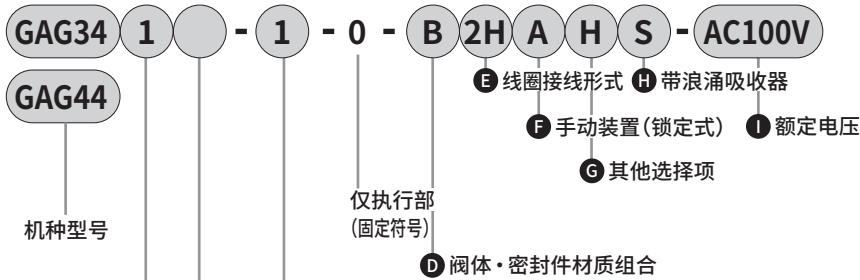 GAG34 1 - 1 - 0 - B 2H A H S - AC100V
GAG44
E 线圈接线形式 H 带浪涌吸收器
F 手动装置(锁定式) I 额定电压
G 其他选择项
仅执行部
(固定符号)
机种型号
D 阀体・密封件材质组合